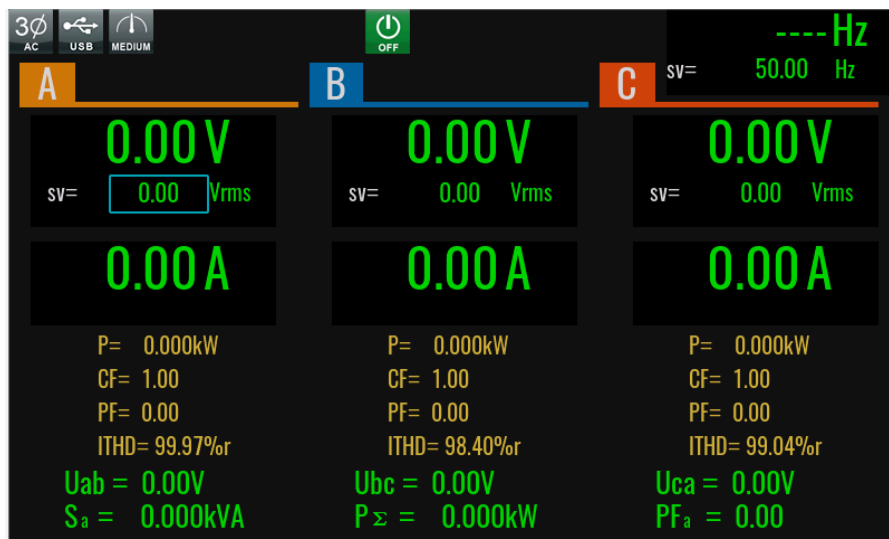 3Ø AC USB MEDIUM OFF ----Hz
sv= 50.00 Hz
A B C
0.00V 0.00V 0.00V
sv= 0.00 Vrms sv= 0.00 Vrms sv= 0.00 Vrms
0.00A 0.00A 0.00A
P= 0.000kW P= 0.000kW P= 0.000kW
CF= 1.00 CF= 1.00 CF= 1.00
PF= 0.00 PF= 0.00 PF= 0.00
ITHD= 99.97%r ITHD= 98.40%r ITHD= 99.04%r
Uab = 0.00V Ubc = 0.00V Uca = 0.00V
Sa = 0.000kVA PΣ = 0.000kW PFa = 0.00